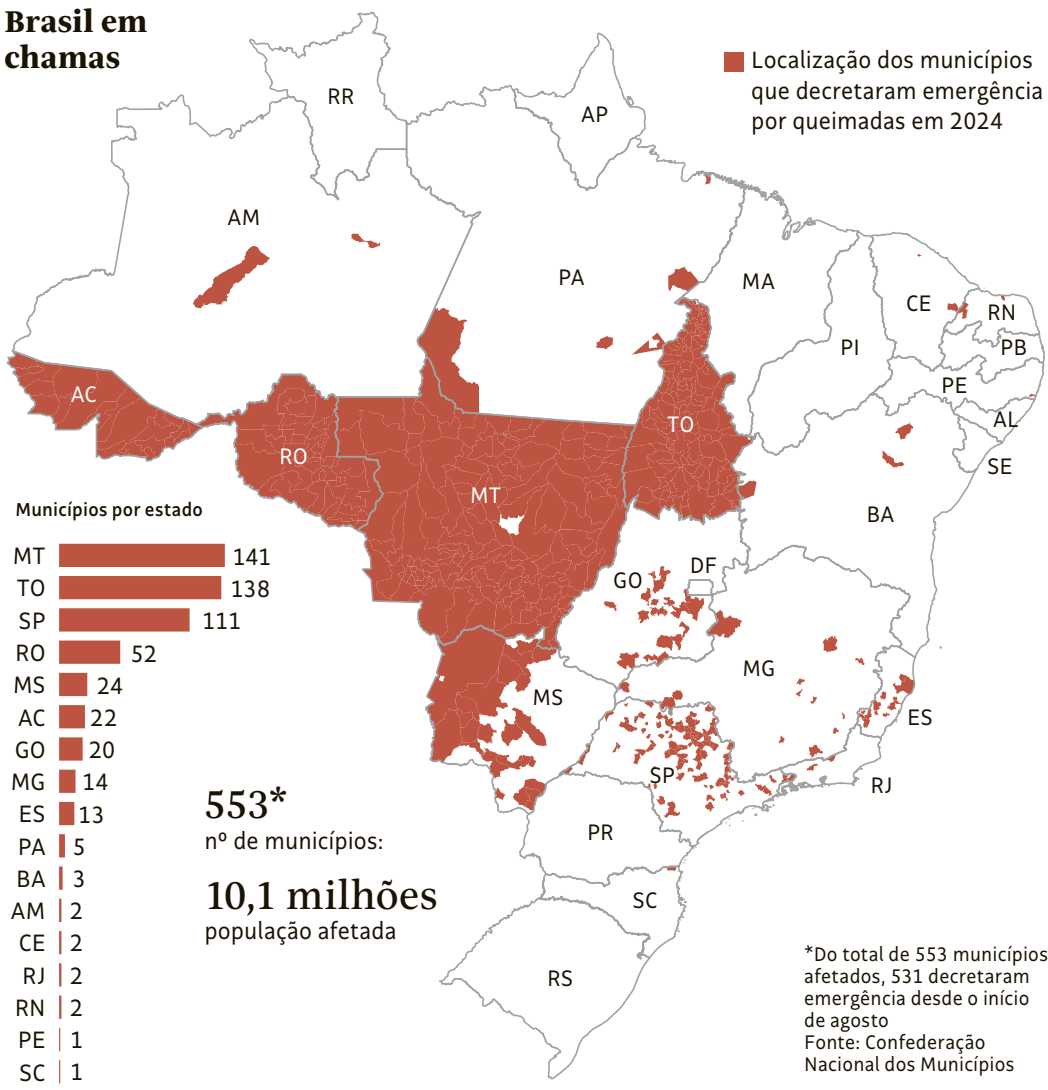 Brasil em
chamas
Localização dos municípios
que decretaram emergência
por queimadas em 2024
RR
AP
AM
PA
MA
CE
RN
PI
PB
PE
AC
TO
AL
RO
SE
MT
BA
GO
DF
MG
MS
ES
SP
RJ
PR
SC
RS
Municípios por estado
MT 141
TO 138
SP 111
RO 52
MS 24
AC 22
GO 20
MG 14
ES 13
PA 5
BA 3
AM 2
CE 2
RJ 2
RN 2
PE 1
SC 1
553*
nº de municípios:
10,1 milhões
população afetada
*Do total de 553 municípios
afetados, 531 decretaram
emergência desde o início
de agosto
Fonte: Confederação
Nacional dos Municípios